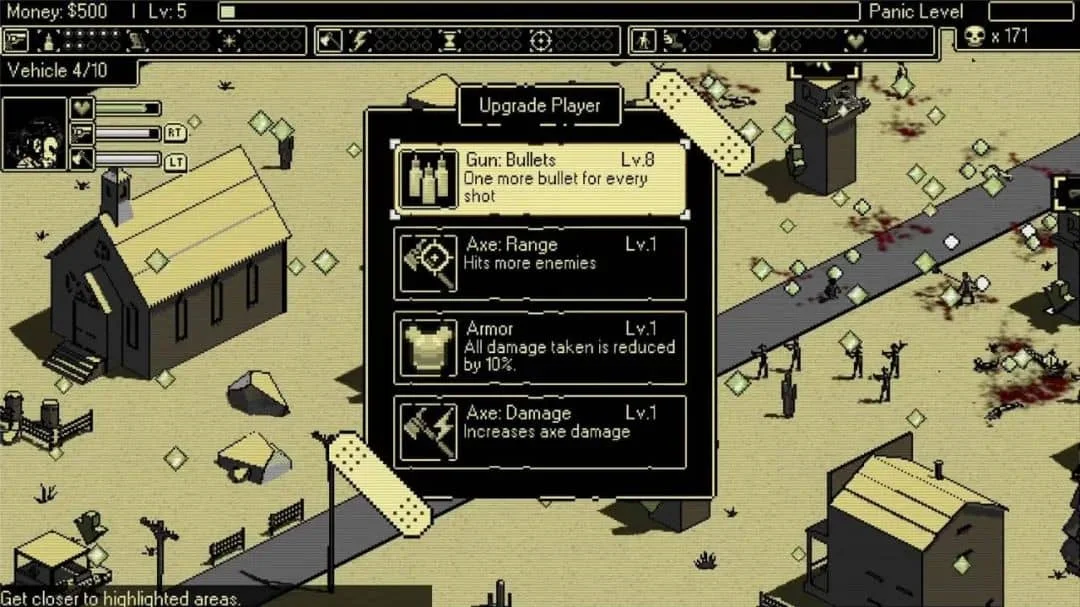 Money: $500 | Lv: 5
Panic Level
x 171
Vehicle 4/10
RT
LT
Upgrade Player
Gun: Bullets Lv.8
One more bullet for every
shot
Axe: Range Lv.1
Hits more enemies
Armor Lv.1
All damage taken is reduced
by 10%.
Axe: Damage Lv.1
Increases axe damage
Get closer to highlighted areas.